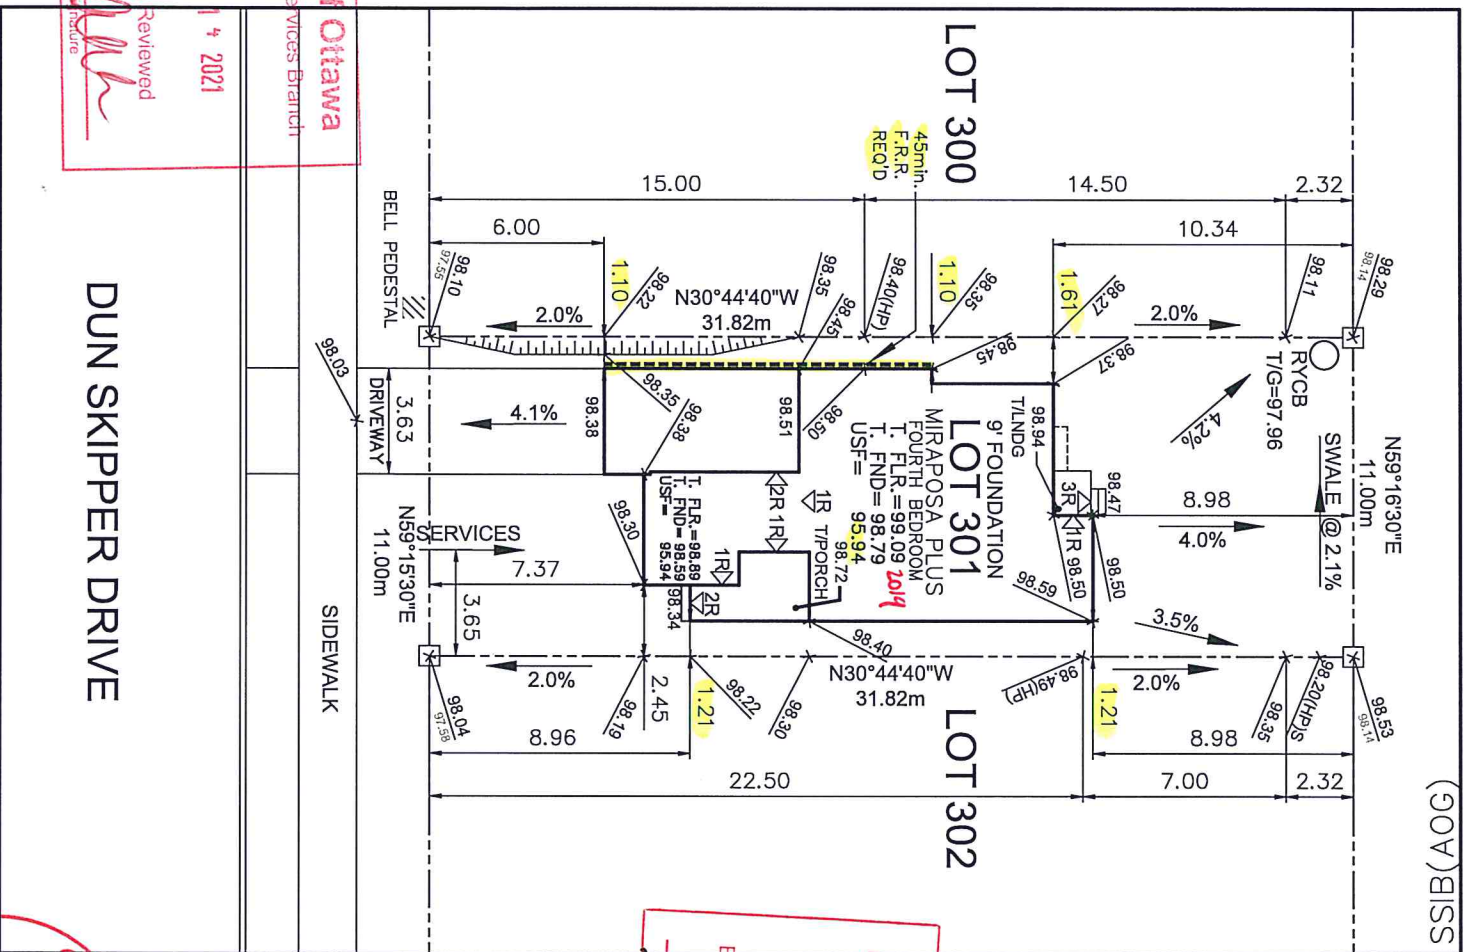 Ottawa
ervices Branch
4 2021
Reviewed
nature
LOT 300
45min.
F.R.R.
REQ'D
15.00
14.50
2.32
6.00
10.34
BELL PEDESTAL
98.10
97.55
1.10
98.22
N30°44'40"W
31.82m
98.35
98.45
98.40(HP)
1.10
98.35
1.61
98.27
98.11
98.29
98.14
2.0%
2.0%
98.45
98.37
RYCB
T/G=97.96
4.2%
N59°16'30"E
11.00m
SWALE @ 2.1%
98.03
DRIVEWAY
3.63
4.1%
98.38
98.35
98.38
98.51
98.50
MIRAPOSA PLUS
FOURTH BEDROOM
T. FLR.=99.09
T. FND= 98.79
USF= 95.94
2019
LOT 301
9' FOUNDATION
T/LNDG
98.94
3R
98.47
1R
98.50
98.50
8.98
4.0%
98.59
3.5%
2R
1R
1R
T/PORCH
98.72
T. FLR.=98.89
T. FND= 98.59
USF= 95.94
1R
2R
98.34
98.30
SERVICES
N59°15'30"E
11.00m
7.37
3.65
98.40
N30°44'40"W
31.82m
2.0%
98.04
97.58
98.19
2.45
1.21
98.22
98.30
98.49(HP)
2.0%
1.21
98.35
98.20(HP)S
98.53
98.14
8.96
8.98
22.50
7.00
2.32
LOT 302
SIDEWALK
DUN SKIPPER DRIVE
SSIB(AOG)